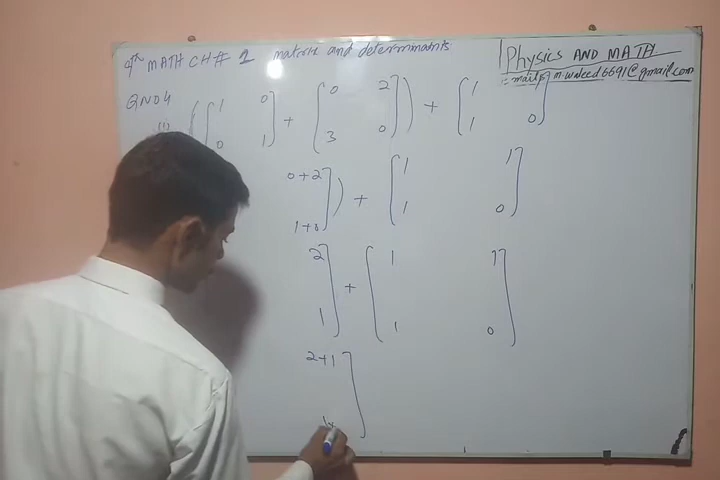 9th MATH CH# 1 matrix and determinants
Physics AND MATH
:- mail :- m.waleed6691@gmail.com
QNO4
(i) ([1 0 + [0 2]) + [1
0 1] 3 0 1 0]
0+2]) + [1 1]
1+0 1 0
2] + [1 1]
1 1 0
2+1]
1+